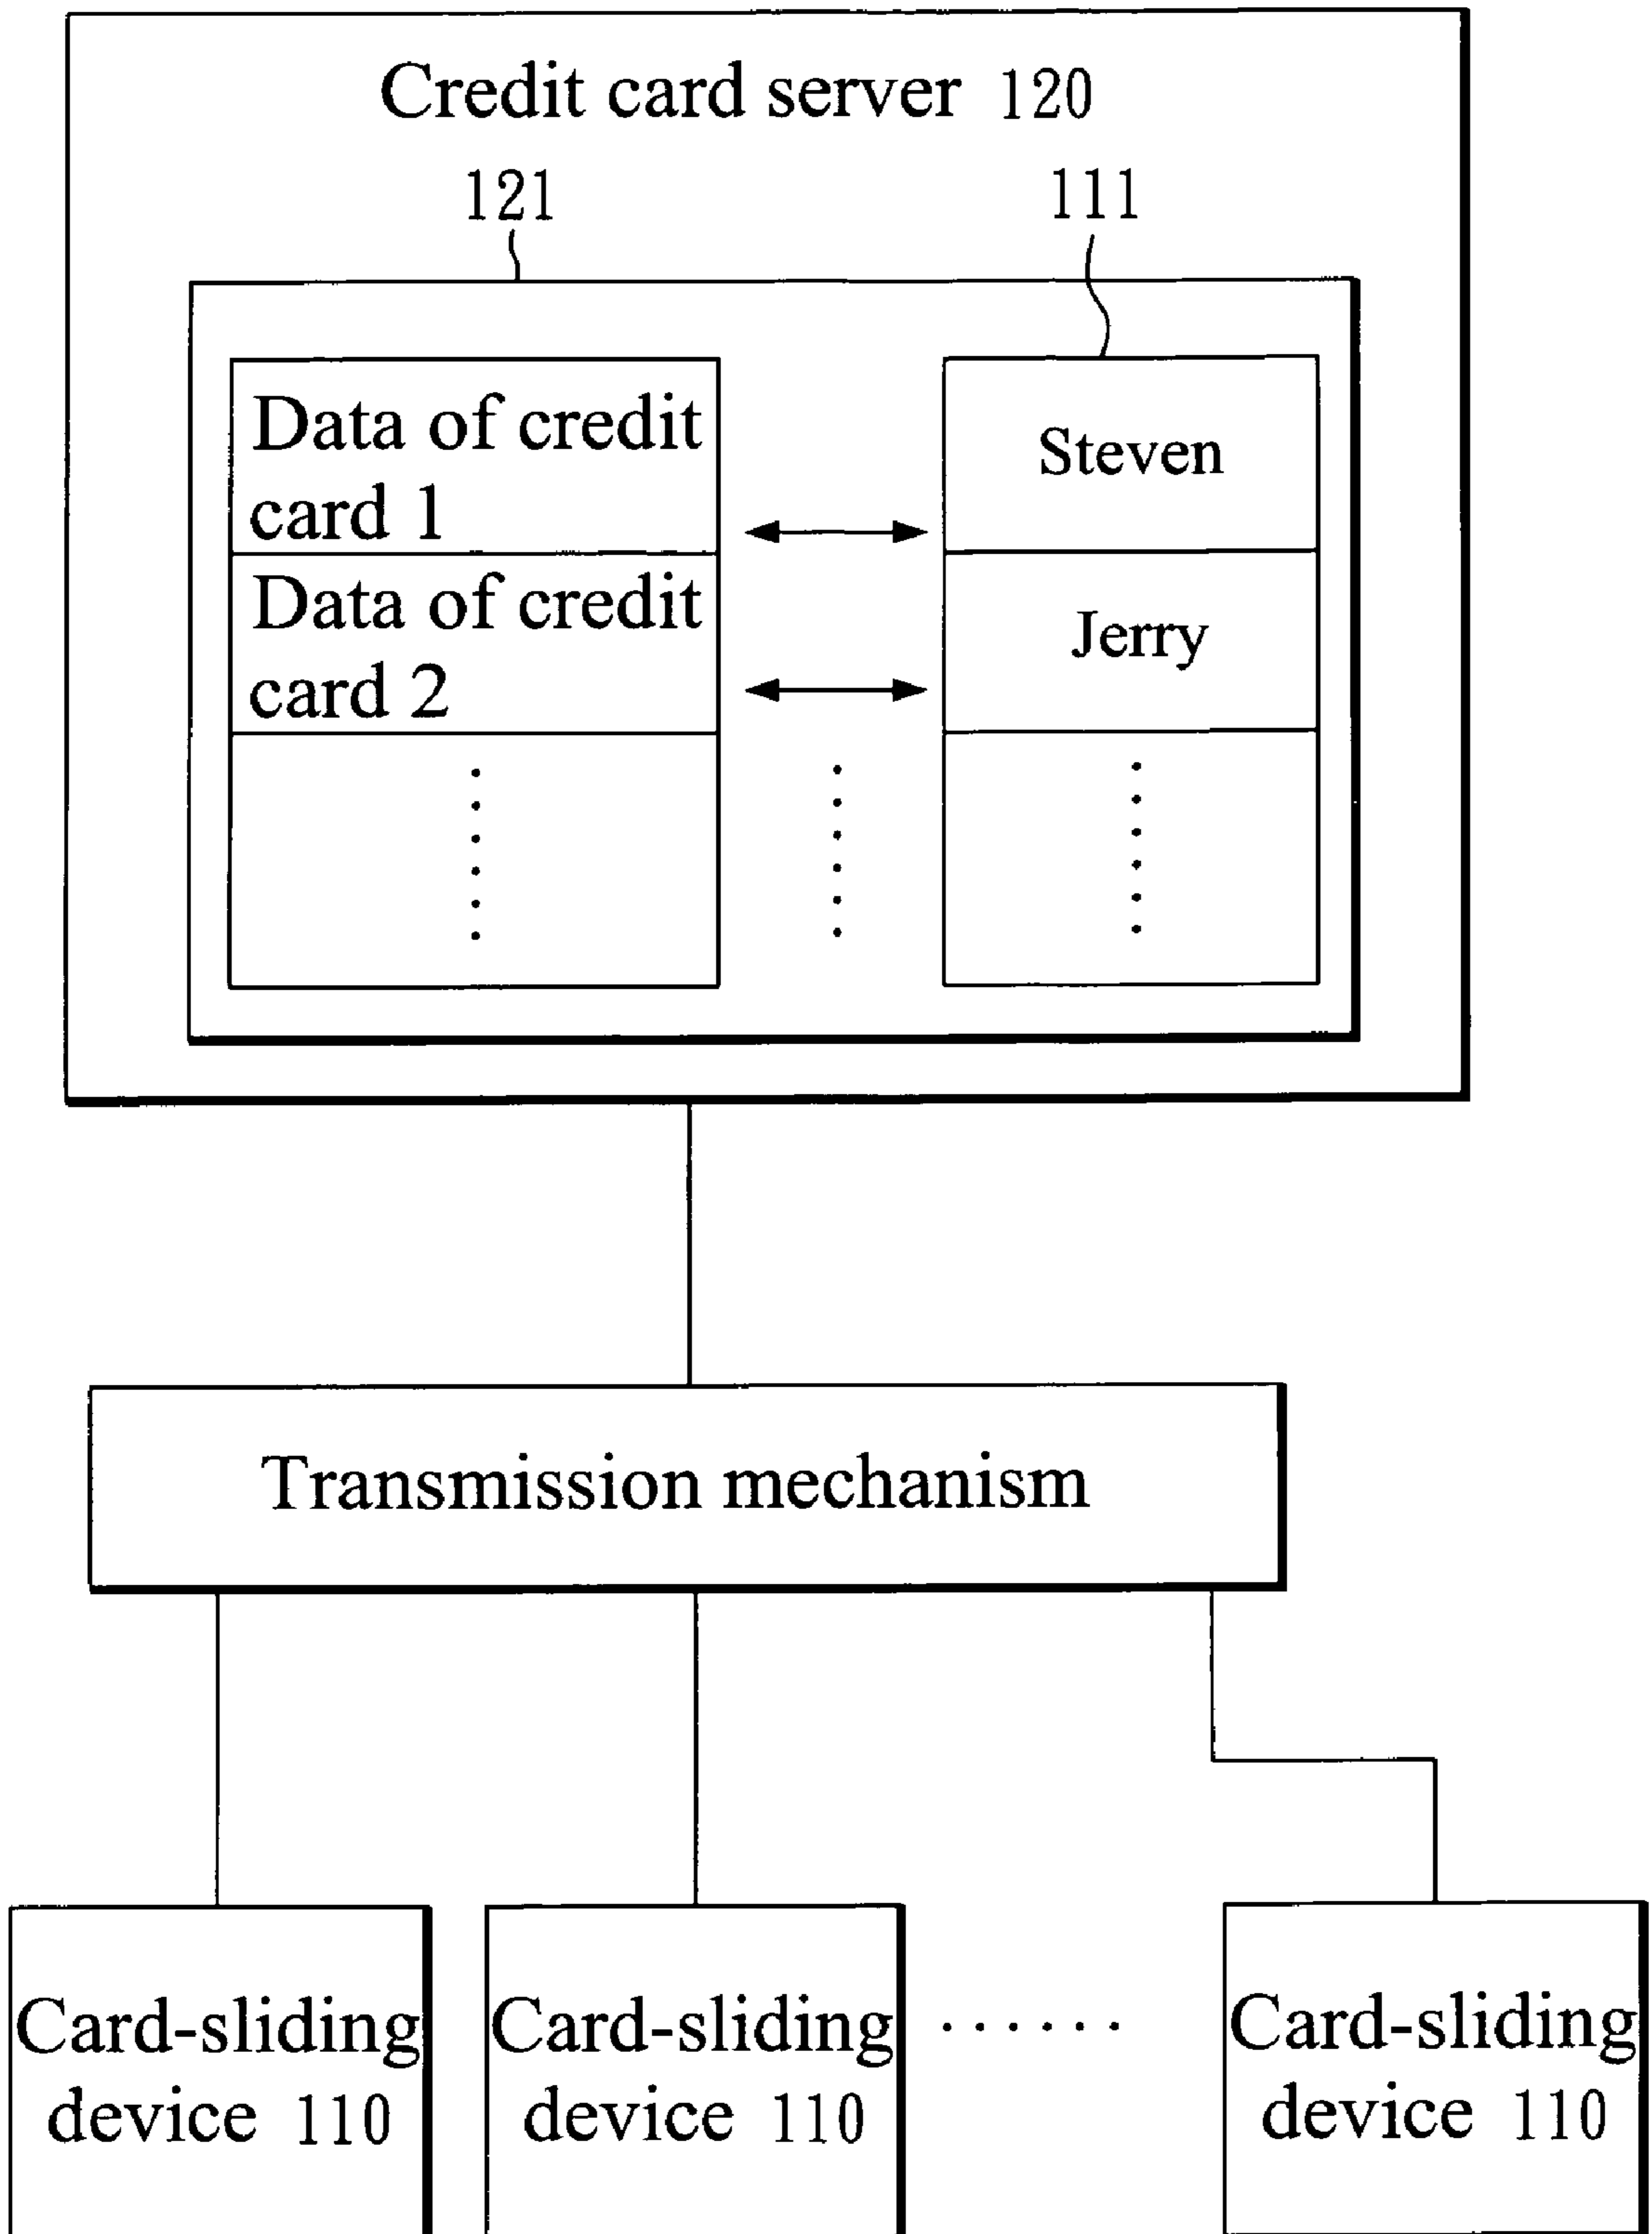 Credit card server 120
121
111
Data of credit
card 1
Steven
Data of credit
card 2
Jerry
Transmission mechanism
Card-sliding
device 110
Card-sliding
device 110
Card-sliding
device 110